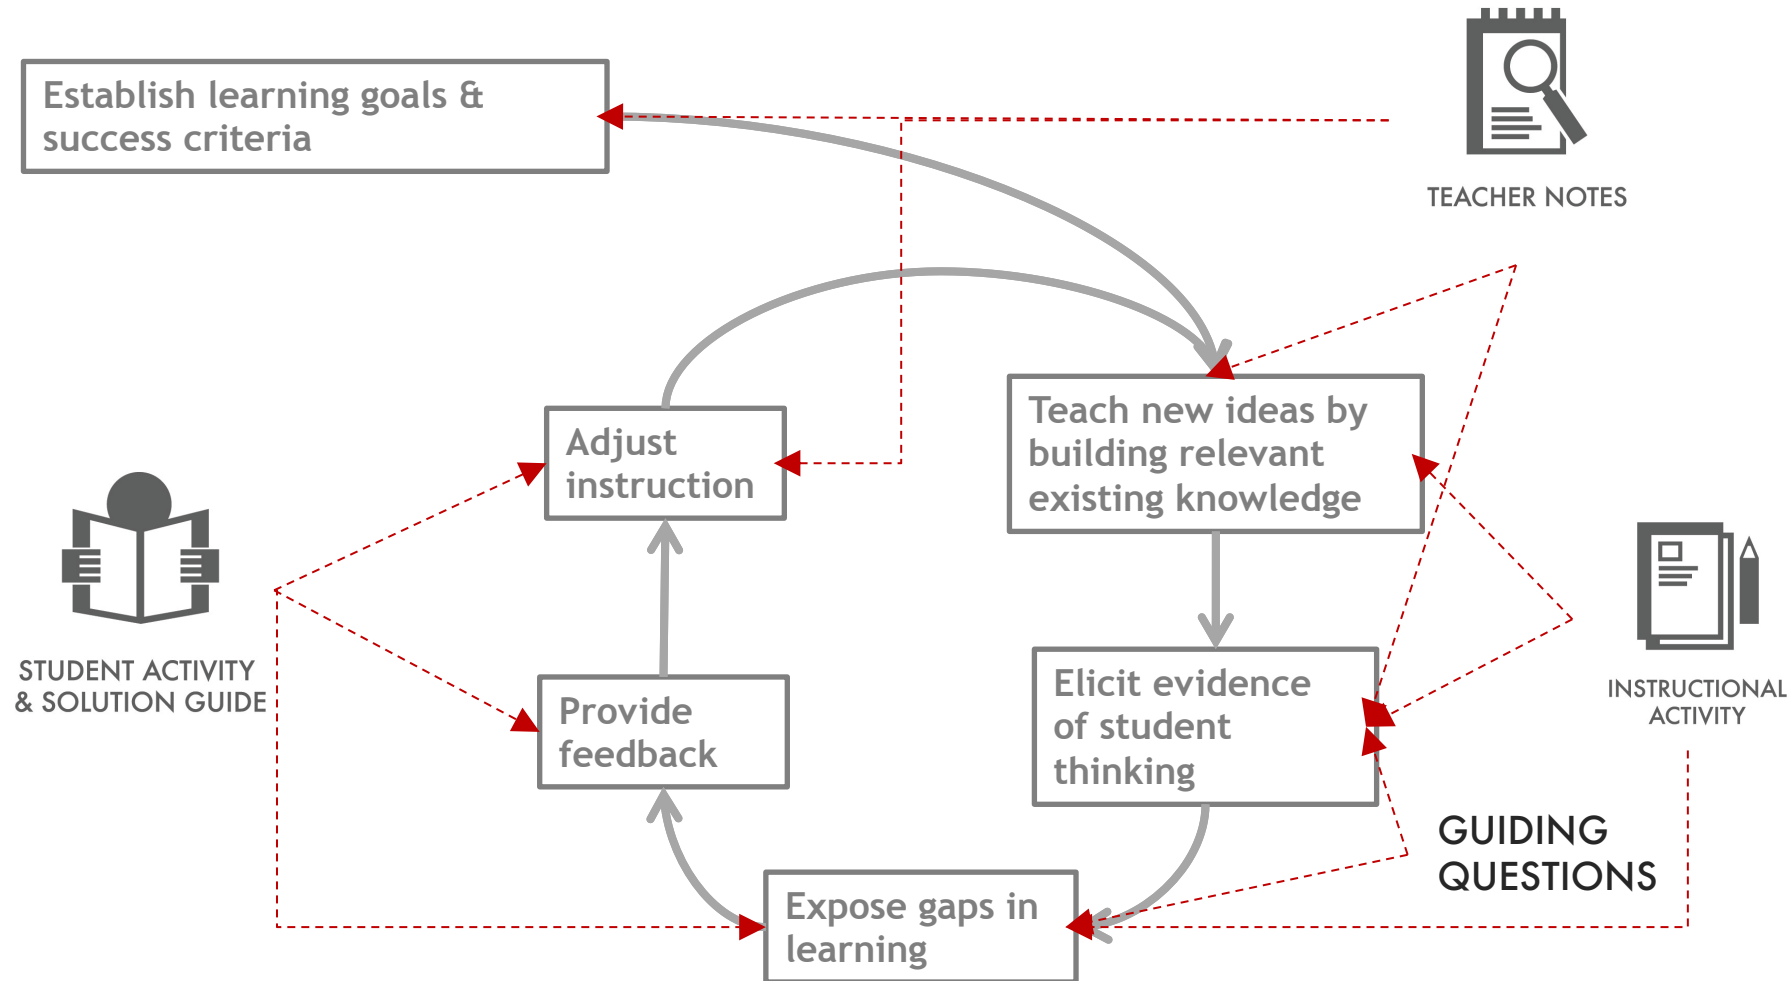 Establish learning goals &
success criteria
TEACHER NOTES
Adjust
instruction
Teach new ideas by
building relevant
existing knowledge
STUDENT ACTIVITY
& SOLUTION GUIDE
Provide
feedback
Elicit evidence
of student
thinking
INSTRUCTIONAL
ACTIVITY
GUIDING
QUESTIONS
Expose gaps in
learning